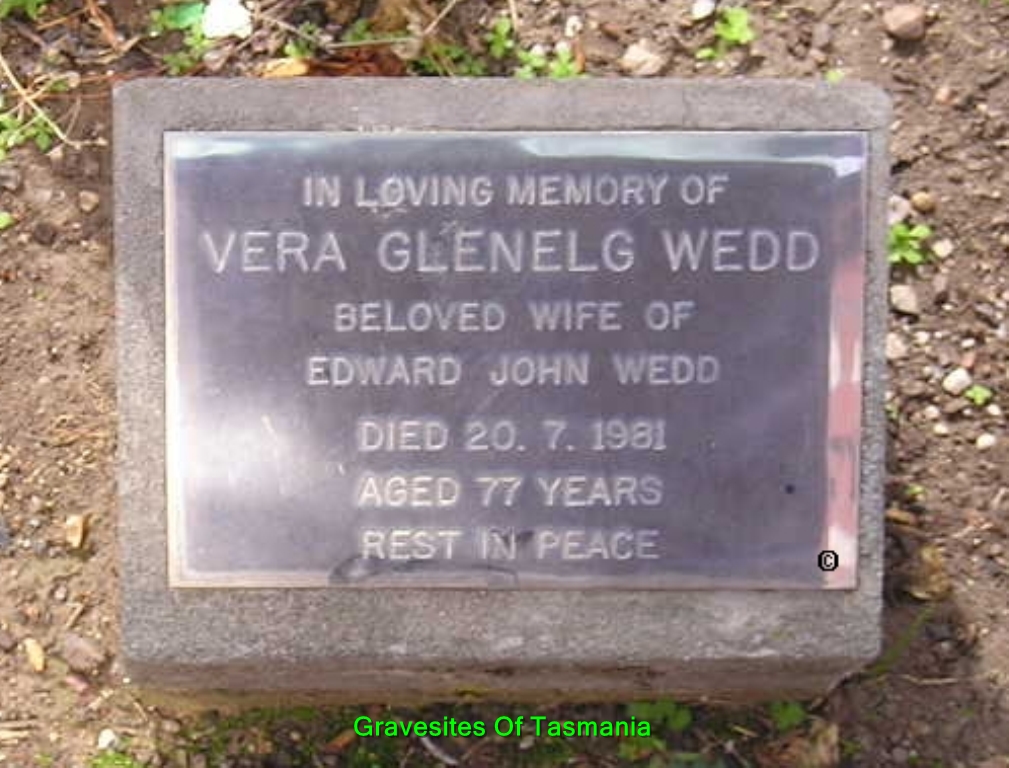 IN LOVING MEMORY OF
VERA GLENELG WEDD
BELOVED WIFE OF
EDWARD JOHN WEDD
DIED 20. 7. 1981
AGED 77 YEARS
REST IN PEACE
©
Gravesites Of Tasmania